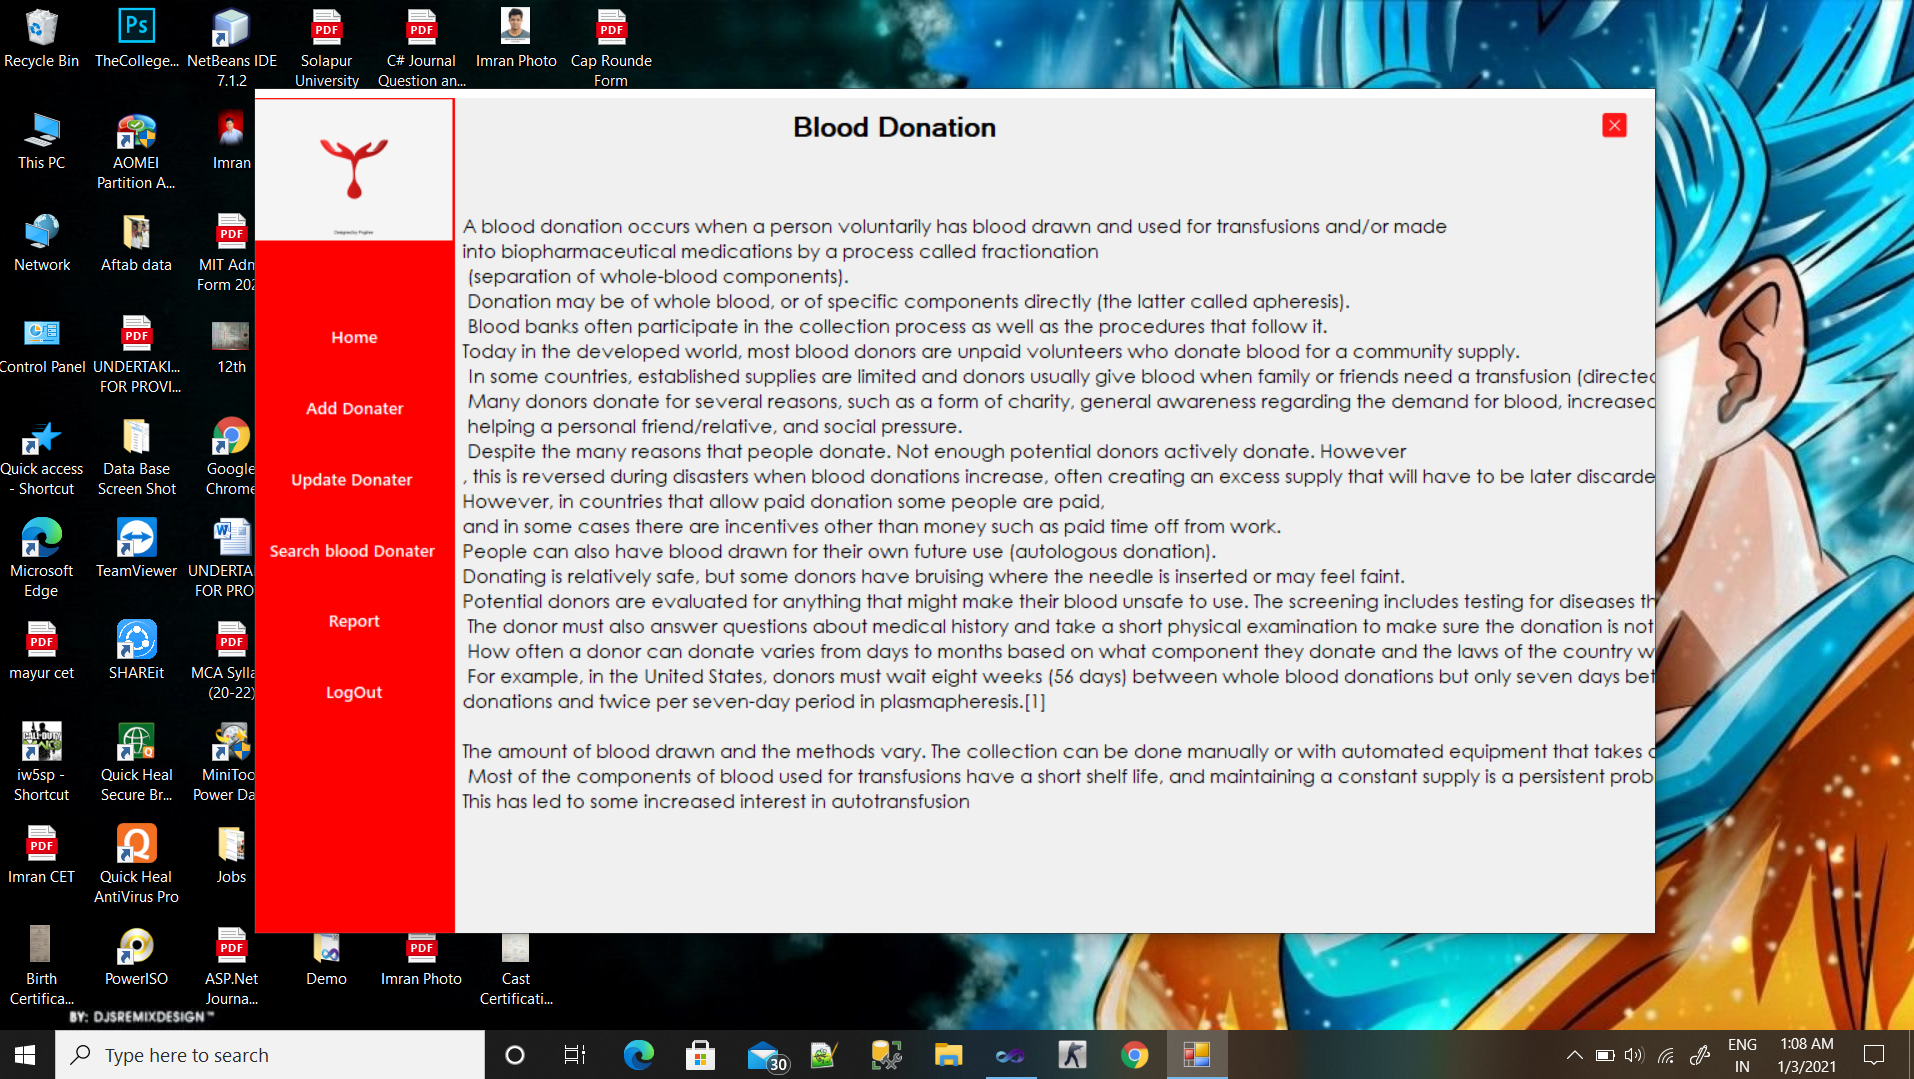 Recycle Bin
TheCollege...
NetBeans IDE
7.1.2
Solapur
University
C# Journal
Question an...
Imran Photo
Cap Rounde
Form
This PC
AOMEI
Partition A...
Imran
Network
Aftab data
MIT Adm
Form 202
Control Panel
UNDERTAKI...
FOR PROVI...
12th
Quick access
- Shortcut
Data Base
Screen Shot
Google
Chrome
Microsoft
Edge
TeamViewer
UNDERTA
FOR PRO
mayur cet
SHAREit
MCA Sylla
(20-22)
iw5sp -
Shortcut
Quick Heal
Secure Br...
MiniToo
Power Da
Imran CET
Quick Heal
AntiVirus Pro
Jobs
Birth
Certifica...
PowerISO
ASP.Net
Journa...
Demo
Imran Photo
Cast
Certificati...
BY: DJSREMIXDESIGN™
Blood Donation
Home
Add Donater
Update Donater
Search blood Donater
Report
LogOut
A blood donation occurs when a person voluntarily has blood drawn and used for transfusions and/or made
into biopharmaceutical medications by a process called fractionation
(separation of whole-blood components).
Donation may be of whole blood, or of specific components directly (the latter called apheresis).
Blood banks often participate in the collection process as well as the procedures that follow it.
Today in the developed world, most blood donors are unpaid volunteers who donate blood for a community supply.
In some countries, established supplies are limited and donors usually give blood when family or friends need a transfusion (directed
Many donors donate for several reasons, such as a form of charity, general awareness regarding the demand for blood, increased
helping a personal friend/relative, and social pressure.
Despite the many reasons that people donate. Not enough potential donors actively donate. However
, this is reversed during disasters when blood donations increase, often creating an excess supply that will have to be later discarde
However, in countries that allow paid donation some people are paid,
and in some cases there are incentives other than money such as paid time off from work.
People can also have blood drawn for their own future use (autologous donation).
Donating is relatively safe, but some donors have bruising where the needle is inserted or may feel faint.
Potential donors are evaluated for anything that might make their blood unsafe to use. The screening includes testing for diseases th
The donor must also answer questions about medical history and take a short physical examination to make sure the donation is not
How often a donor can donate varies from days to months based on what component they donate and the laws of the country w
For example, in the United States, donors must wait eight weeks (56 days) between whole blood donations but only seven days bet
donations and twice per seven-day period in plasmapheresis.[1]
The amount of blood drawn and the methods vary. The collection can be done manually or with automated equipment that takes
Most of the components of blood used for transfusions have a short shelf life, and maintaining a constant supply is a persistent prob
This has led to some increased interest in autotransfusion
Type here to search
30
ENG
IN
1:08 AM
1/3/2021